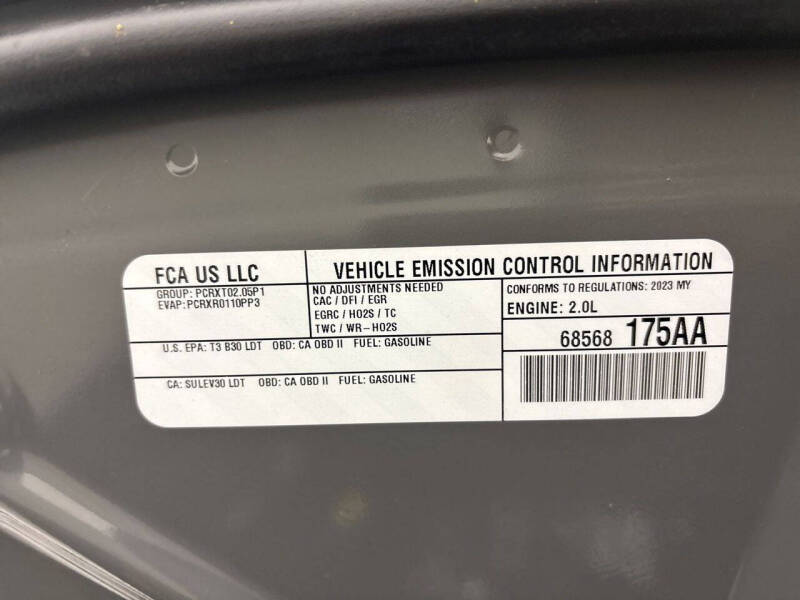 FCA US LLC
GROUP: PCRXT02.05P1
EVAP: PCRXR0110PP3
VEHICLE EMISSION CONTROL INFORMATION
NO ADJUSTMENTS NEEDED
CAC / DFI / EGR
EGRC / HO2S / TC
TWC / WR-HO2S
CONFORMS TO REGULATIONS: 2023 MY
ENGINE: 2.0L
U.S. EPA: T3 B30 LDT OBD: CA OBD II FUEL: GASOLINE
68568 175AA
CA: SULEV30 LDT OBD: CA OBD II FUEL: GASOLINE